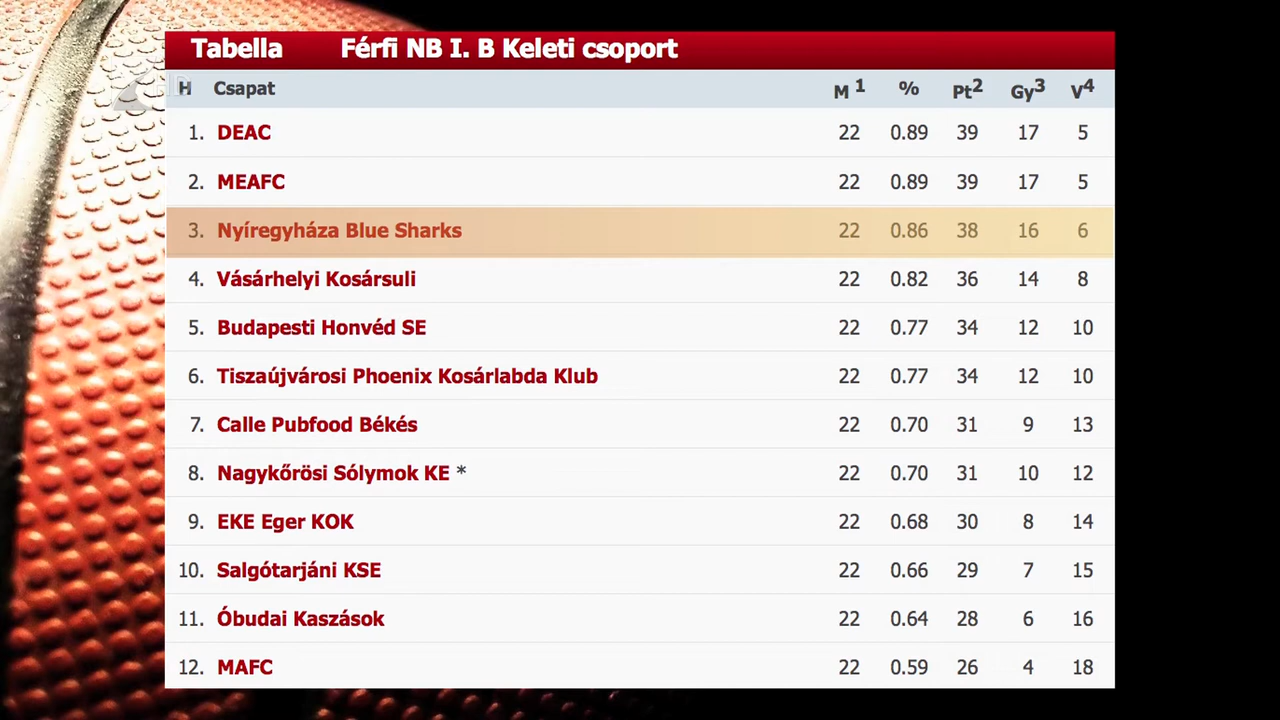 Tabella Férfi NB I. B Keleti csoport
H Csapat M 1 % Pt2 Gy3 V4
1. DEAC 22 0.89 39 17 5
2. MEAFC 22 0.89 39 17 5
3. Nyíregyháza Blue Sharks 22 0.86 38 16 6
4. Vásárhelyi Kosársuli 22 0.82 36 14 8
5. Budapesti Honvéd SE 22 0.77 34 12 10
6. Tiszaújvárosi Phoenix Kosárlabda Klub 22 0.77 34 12 10
7. Calle Pubfood Békés 22 0.70 31 9 13
8. Nagykőrösi Sólymok KE * 22 0.70 31 10 12
9. EKE Eger KOK 22 0.68 30 8 14
10. Salgótarjáni KSE 22 0.66 29 7 15
11. Óbudai Kaszások 22 0.64 28 6 16
12. MAFC 22 0.59 26 4 18